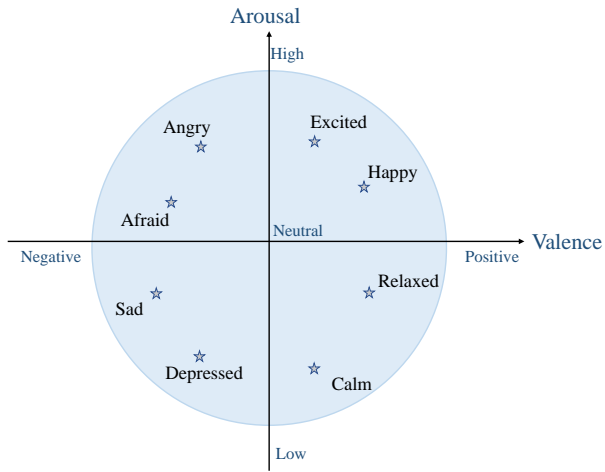 Arousal
High
Angry
Excited
Happy
Afraid
Neutral
Valence
Negative
Positive
Relaxed
Sad
Depressed
Calm
Low